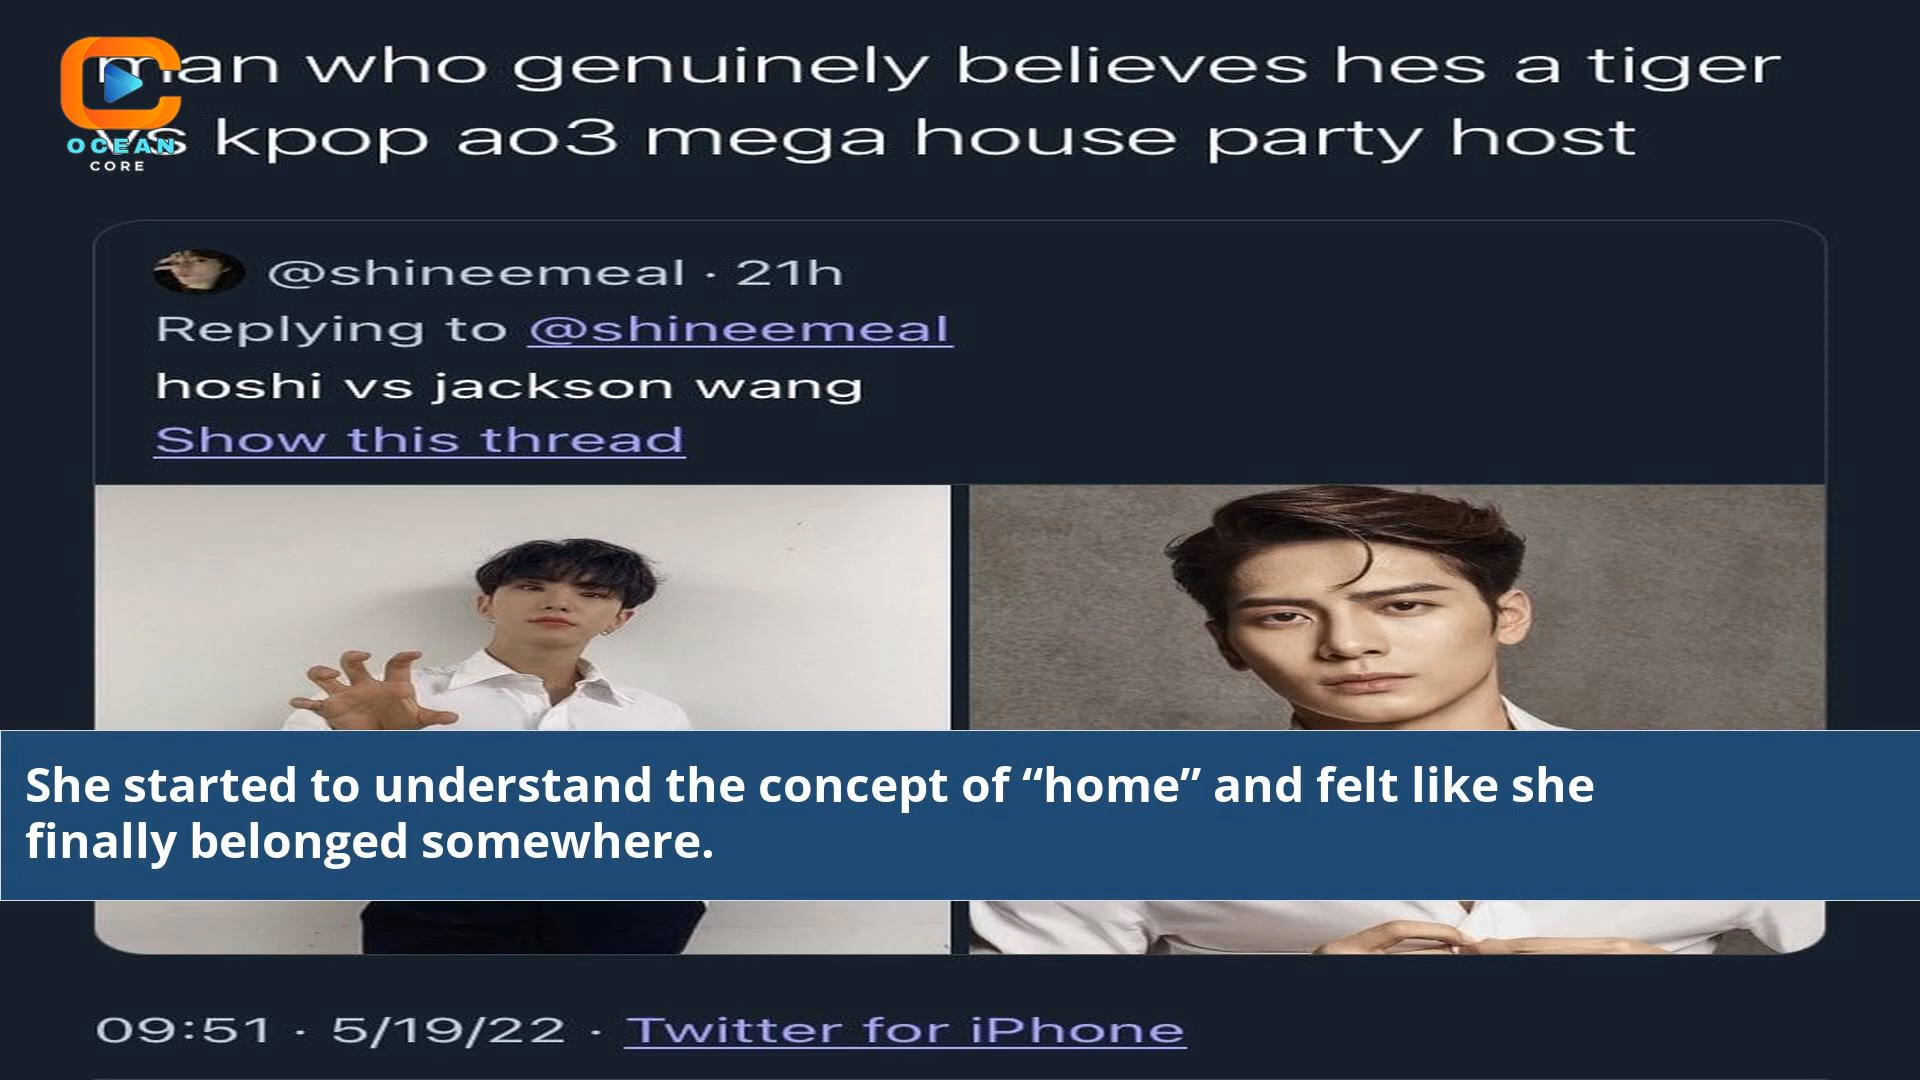 man who genuinely believes hes a tiger
vs kpop ao3 mega house party host
OCEAN
CORE
@shineemeal · 21h
Replying to @shineemeal
hoshi vs jackson wang
Show this thread
She started to understand the concept of “home” and felt like she
finally belonged somewhere.
09:51 · 5/19/22 · Twitter for iPhone